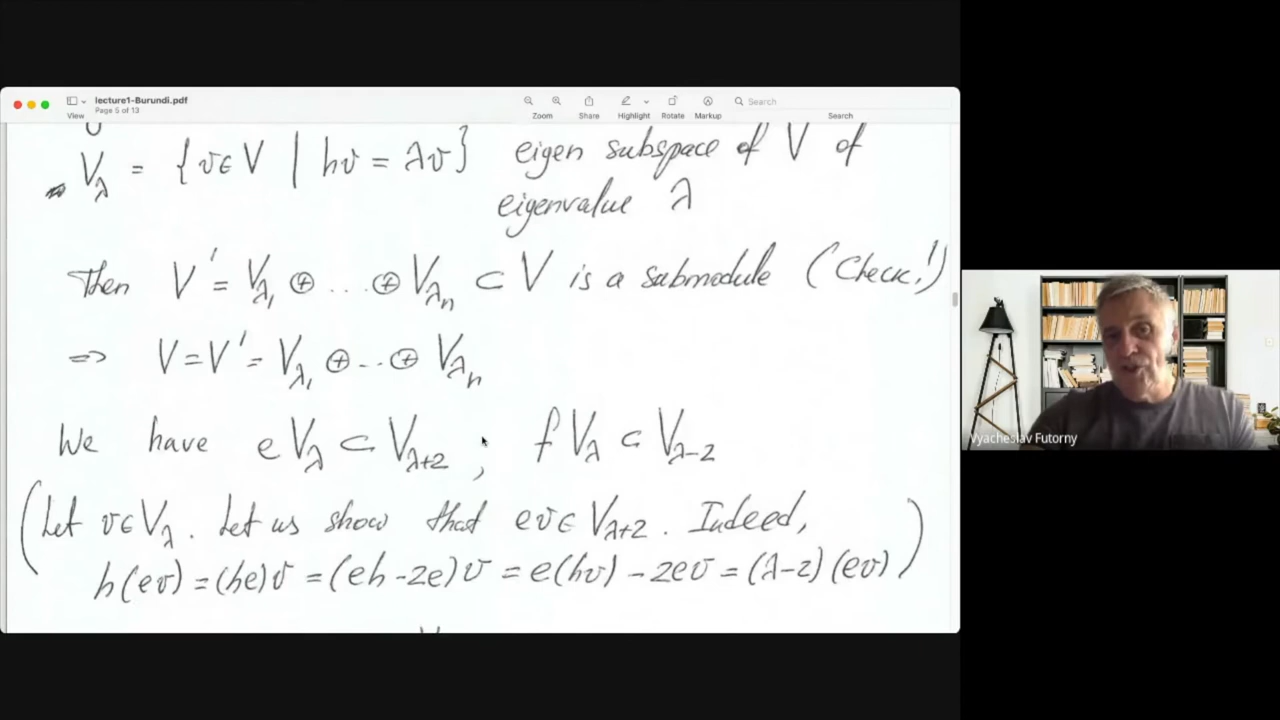 lecture1-Burundi.pdf
Page 5 of 13
View
Zoom
Share
Highlight
Rotate
Markup
Search
Search
V_λ = {v ∈ V | hv = λv} eigen subspace of V of
eigenvalue λ
Then V' = V_λ₁ ⊕ ... ⊕ V_λₙ ⊂ V is a submodule (Check!)
=> V = V' = V_λ₁ ⊕ ... ⊕ V_λₙ
We have eV_λ ⊂ V_λ+2 ; fV_λ ⊂ V_λ-2
(Let v ∈ V_λ. Let us show that ev ∈ V_λ+2. Indeed,
h(ev) = (he)v = (eh - 2e)v = e(hv) - 2ev = (λ-2)(ev))
Vyacheslav Futorny